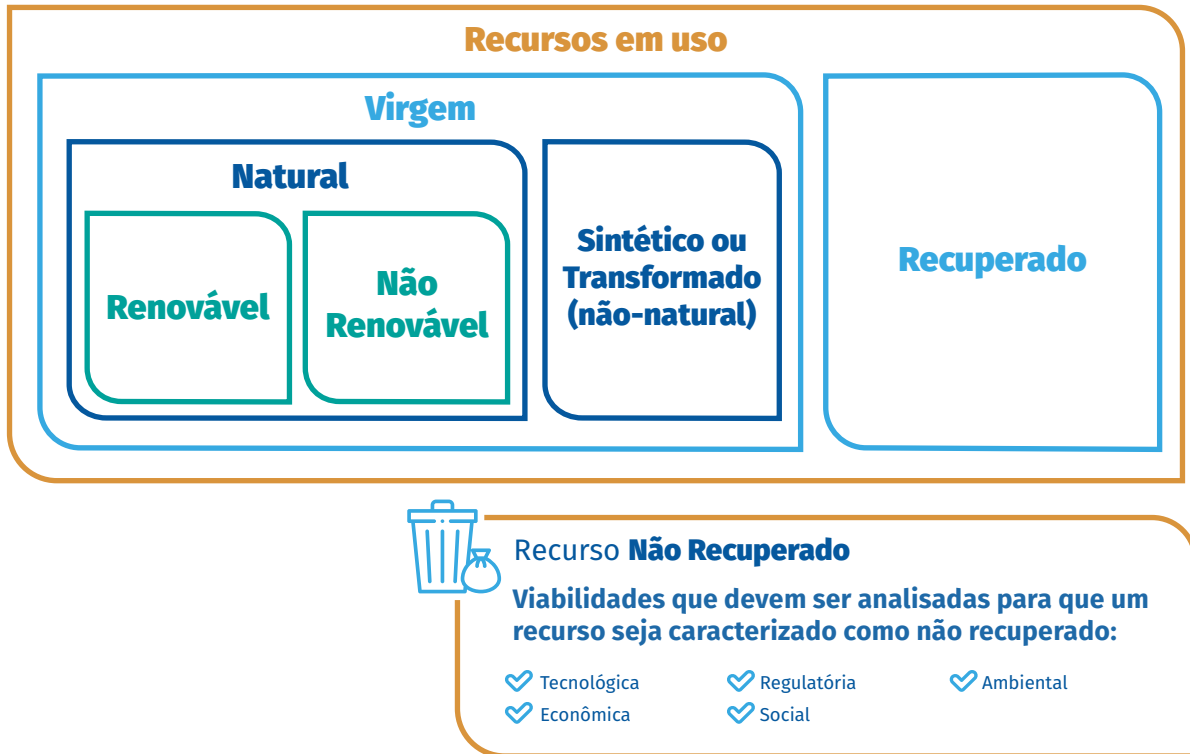 Recursos em uso
Virgem
Natural
Renovável
Não
Renovável
Sintético ou
Transformado
(não-natural)
Recuperado
Recurso Não Recuperado
Viabilidades que devem ser analisadas para que um
recurso seja caracterizado como não recuperado:
Tecnológica
Regulatória
Ambiental
Econômica
Social